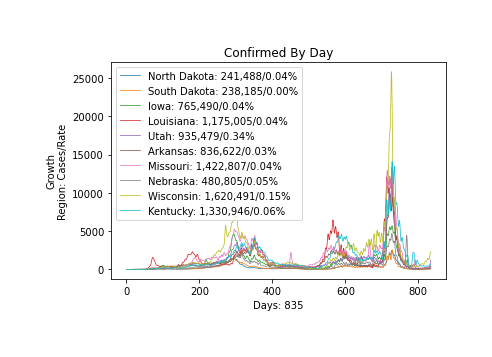 Confirmed By Day
North Dakota: 241,488/0.04%
South Dakota: 238,185/0.00%
Iowa: 765,490/0.04%
Louisiana: 1,175,005/0.04%
Utah: 935,479/0.34%
Arkansas: 836,622/0.03%
Missouri: 1,422,807/0.04%
Nebraska: 480,805/0.05%
Wisconsin: 1,620,491/0.15%
Kentucky: 1,330,946/0.06%
Growth
Region: Cases/Rate
25000
20000
15000
10000
5000
0
0 200 400 600 800
Days: 835